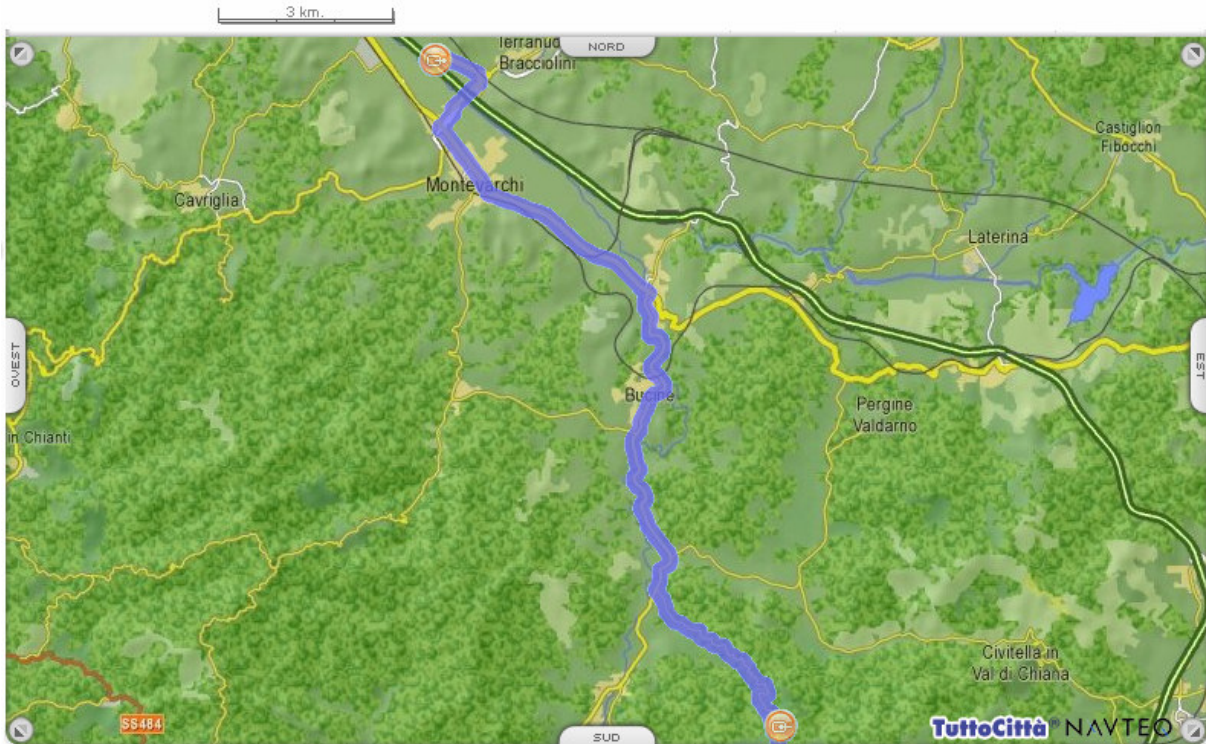 3 km.
NORD
Terranuo
Bracciolini
Castiglion
Fibocchi
Montevarchi
Cavriglia
Laterina
OVEST
EST
Bucine
Pergine
Valdarno
in Chianti
Civitella in
Val di Chiana
SS484
TuttoCittà® NAVTEQ
SUD